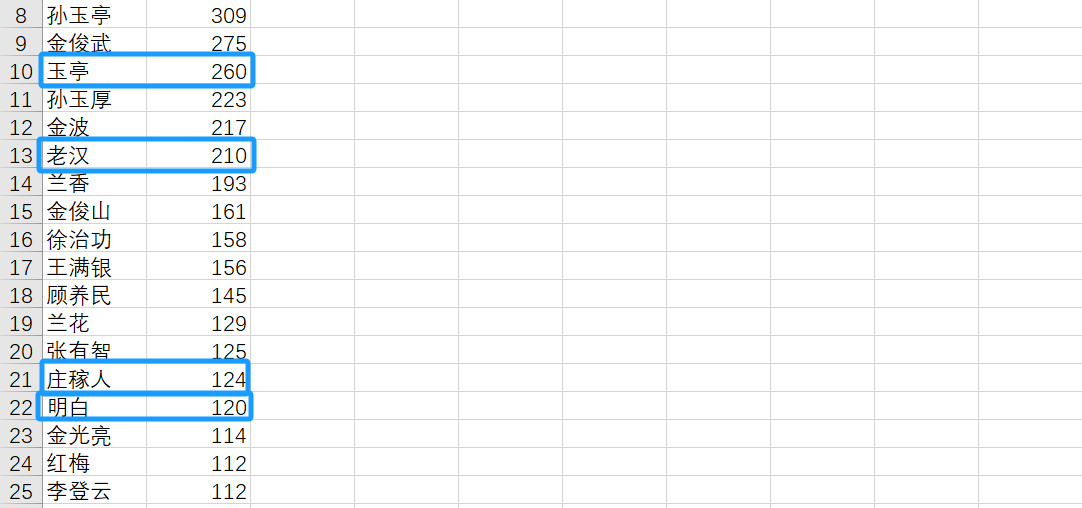 8 孙玉亭 309
9 金俊武 275
10 玉亭 260
11 孙玉厚 223
12 金波 217
13 老汉 210
14 兰香 193
15 金俊山 161
16 徐治功 158
17 王满银 156
18 顾养民 145
19 兰花 129
20 张有智 125
21 庄稼人 124
22 明白 120
23 金光亮 114
24 红梅 112
25 李登云 112